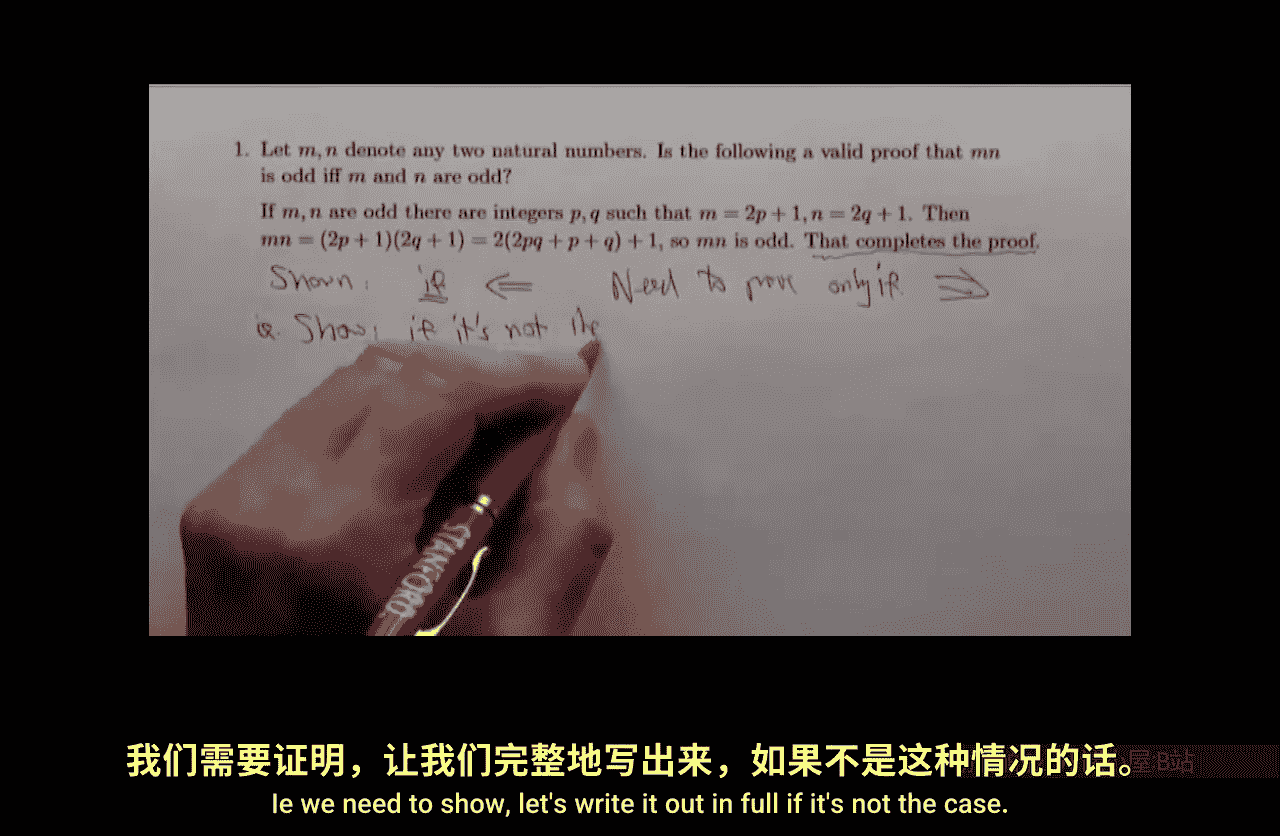 1. Let m, n denote any two natural numbers. Is the following a valid proof that mn
is odd iff m and n are odd?
If m, n are odd there are integers p, q such that m = 2p + 1, n = 2q + 1. Then
mn = (2p + 1)(2q + 1) = 2(2pq + p + q) + 1, so mn is odd. That completes the proof.
Shown: if ⇐ Need to prove only if ⇒
ie. Show: if it's not the
STANFORD
我们需要证明，让我们完整地写出来，如果不是这种情况的话。
屋 B站
Ie we need to show, let's write it out in full if it's not the case.